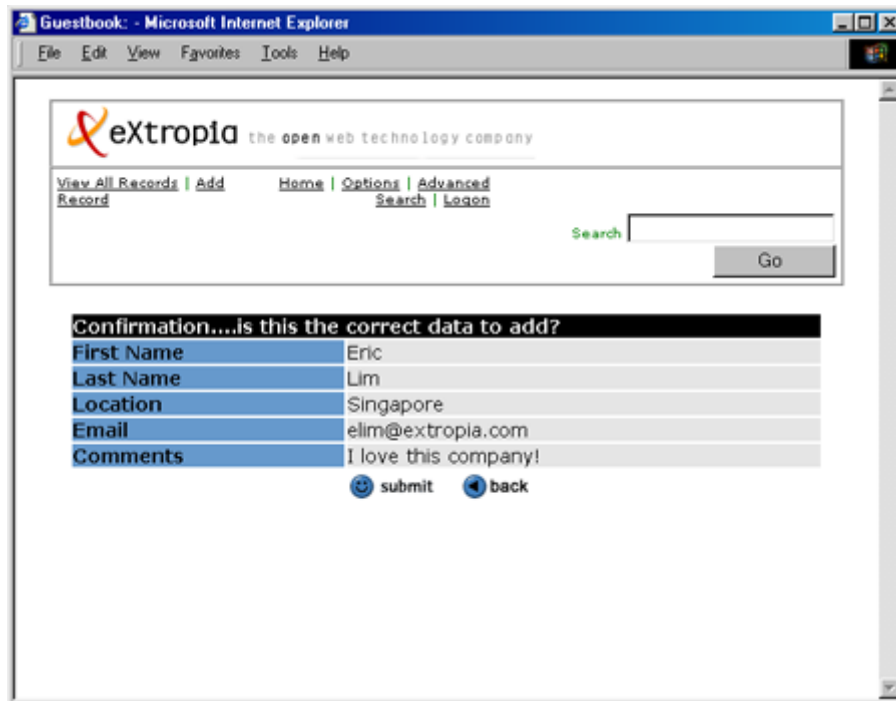 Guestbook: - Microsoft Internet Explorer
File Edit View Favorites Tools Help
eXtropia the open web technology company
View All Records | Add Record
Home | Options | Advanced Search | Logon
Search
Go
Confirmation....is this the correct data to add?
First Name Eric
Last Name Lim
Location Singapore
Email elim@extropia.com
Comments I love this company!
submit back